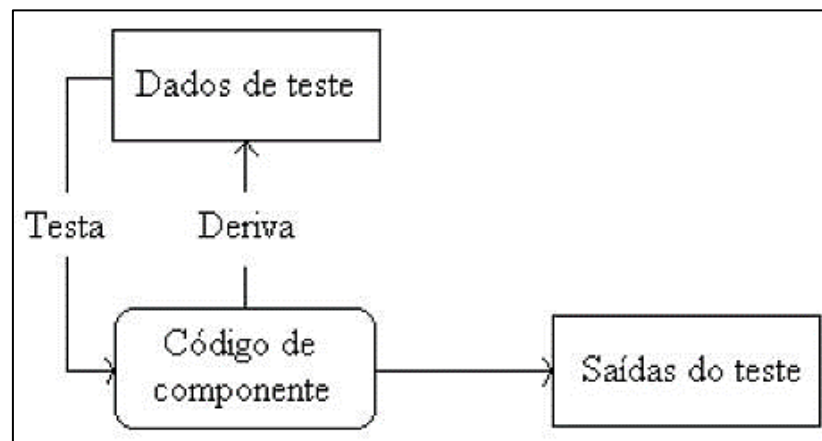 Dados de teste
Testa
Deriva
Código de
componente
Saídas do teste